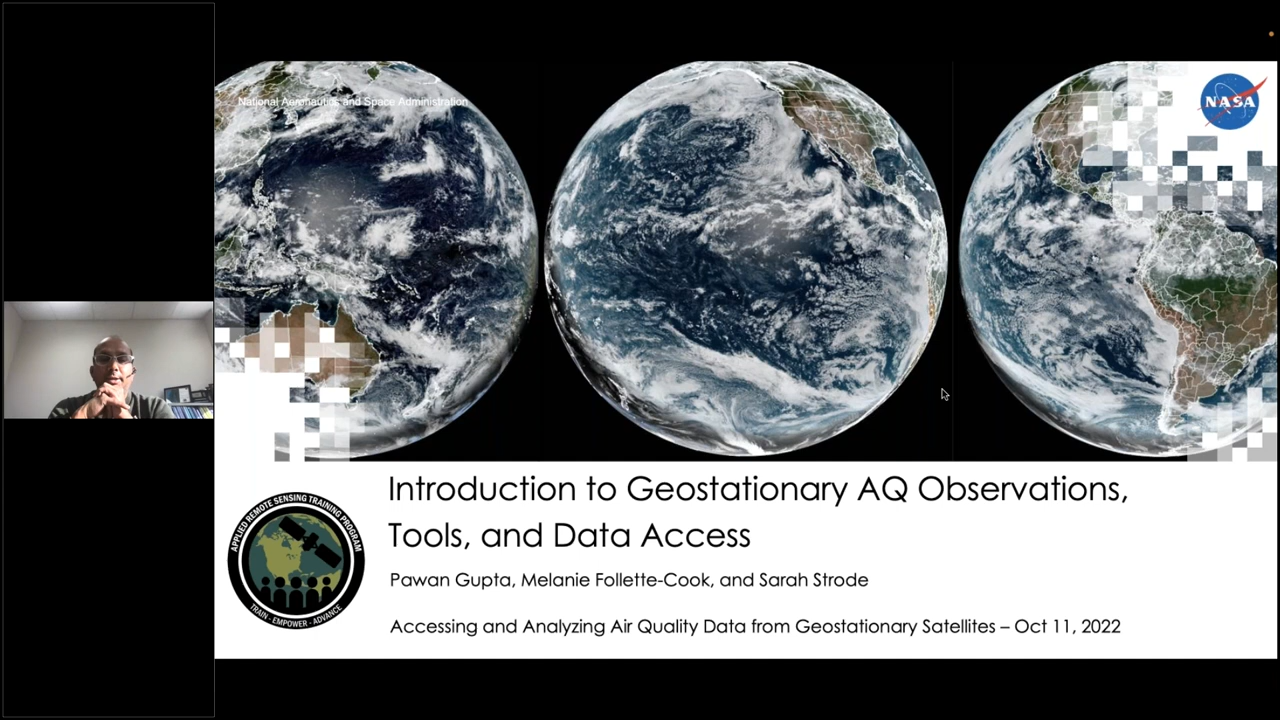 National Aeronautics and Space Administration
NASA
Introduction to Geostationary AQ Observations,
Tools, and Data Access
Pawan Gupta, Melanie Follette-Cook, and Sarah Strode
Accessing and Analyzing Air Quality Data from Geostationary Satellites – Oct 11, 2022
APPLIED REMOTE SENSING TRAINING PROGRAM
TRAIN - EMPOWER - ADVANCE